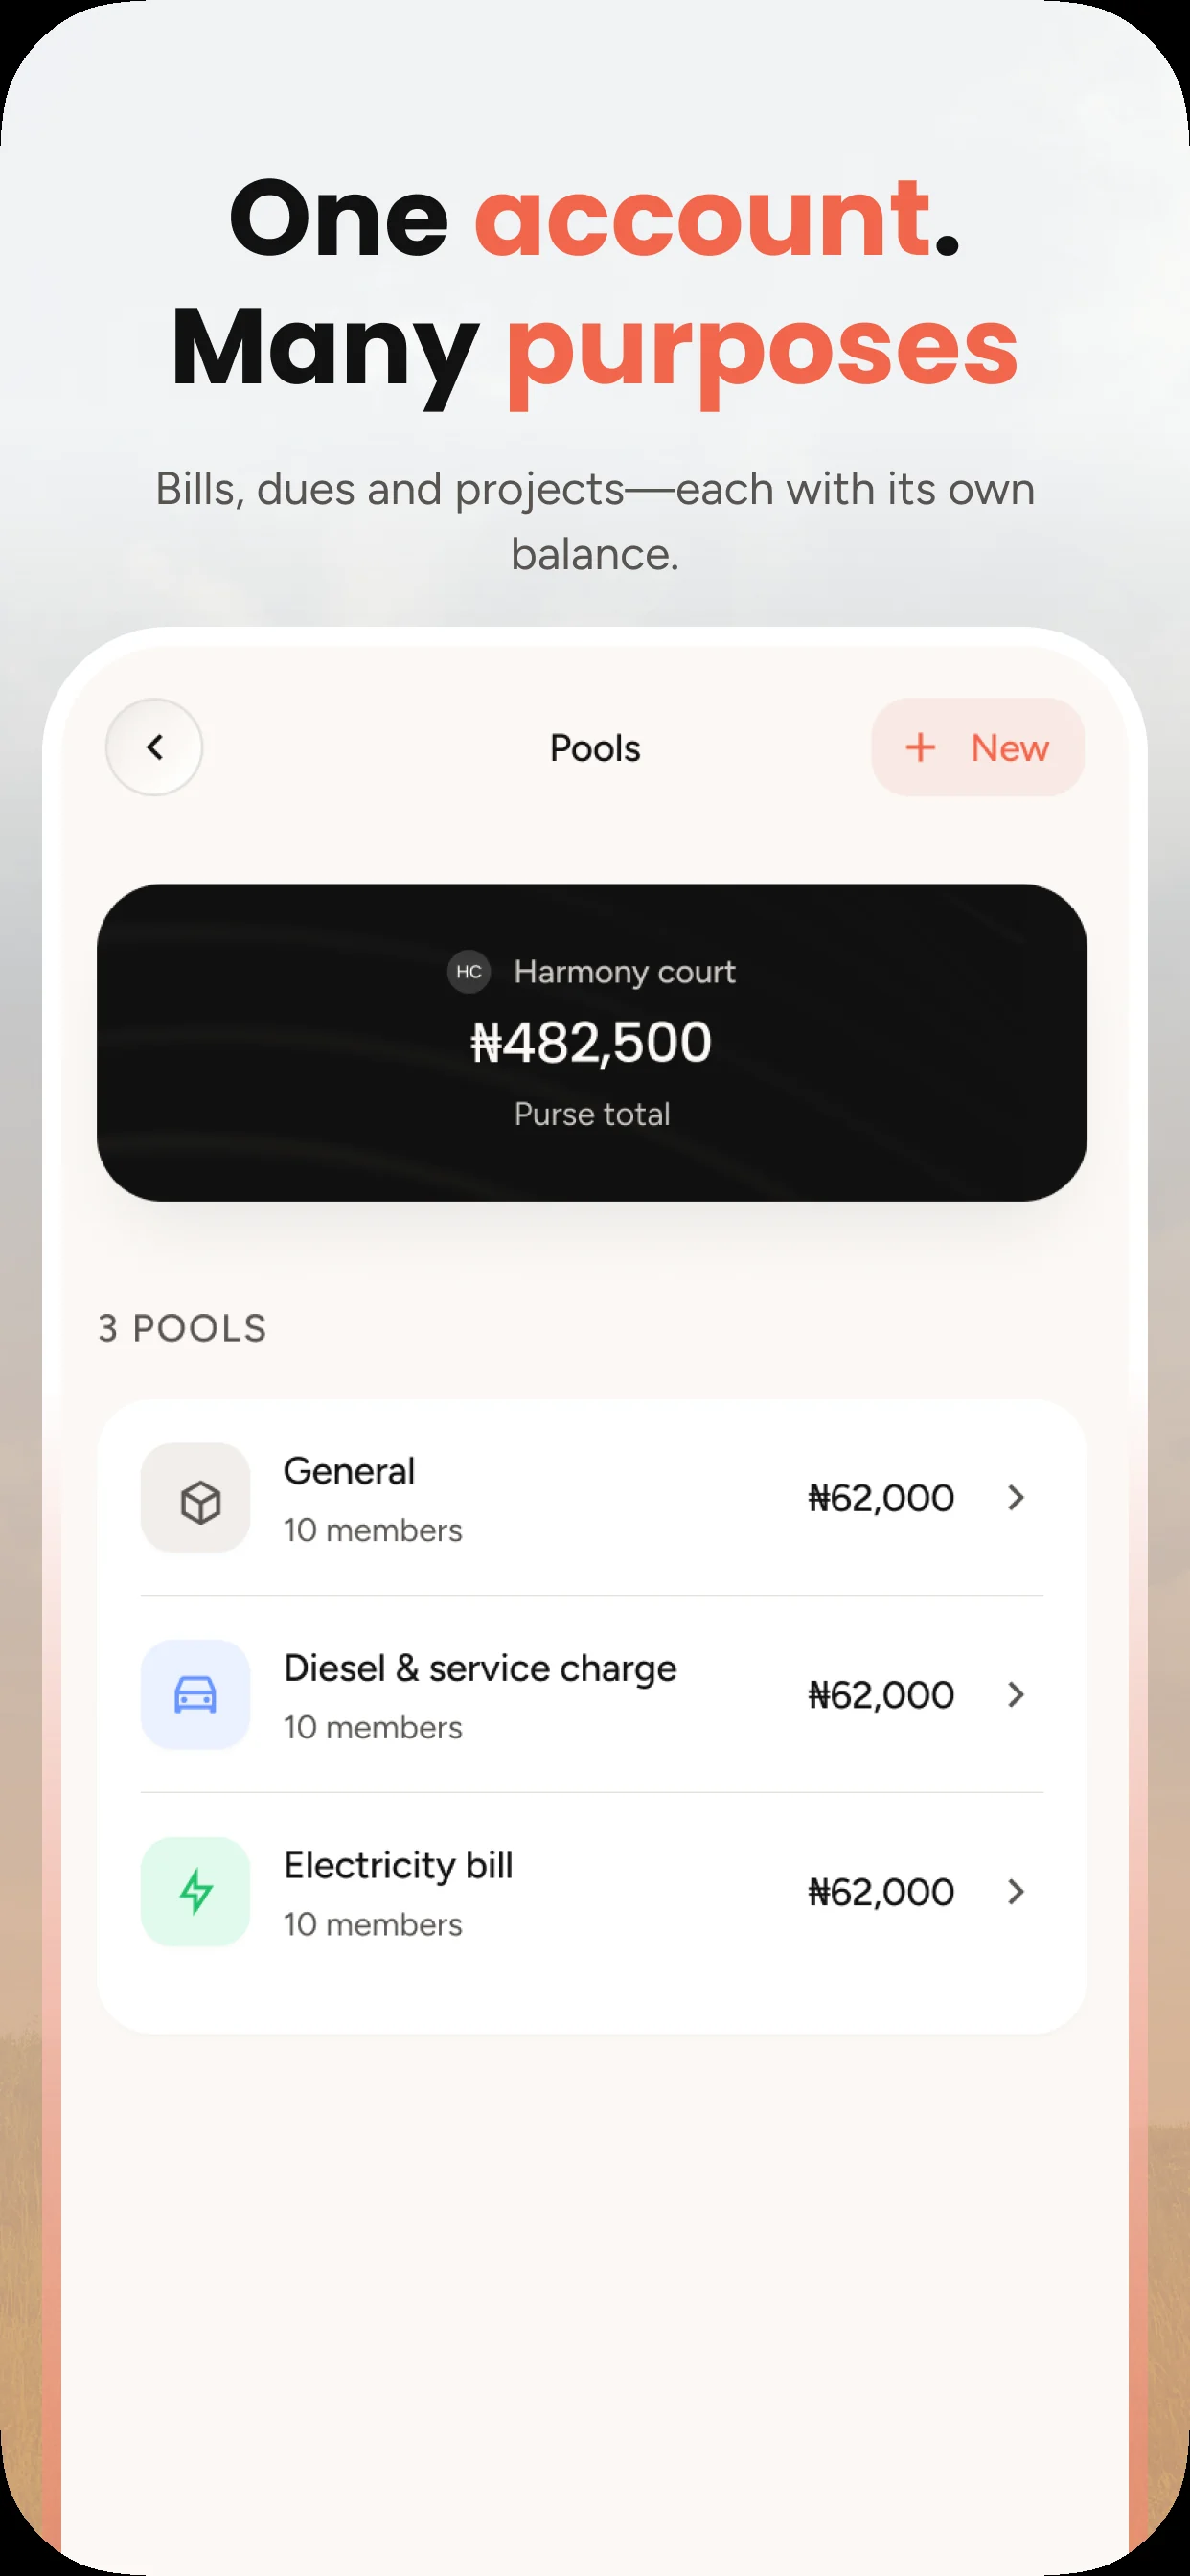 One account.
Many purposes
Bills, dues and projects—each with its own
balance.
Pools
+ New
HC Harmony court
₦482,500
Purse total
3 POOLS
General
10 members
₦62,000
Diesel & service charge
10 members
₦62,000
Electricity bill
10 members
₦62,000